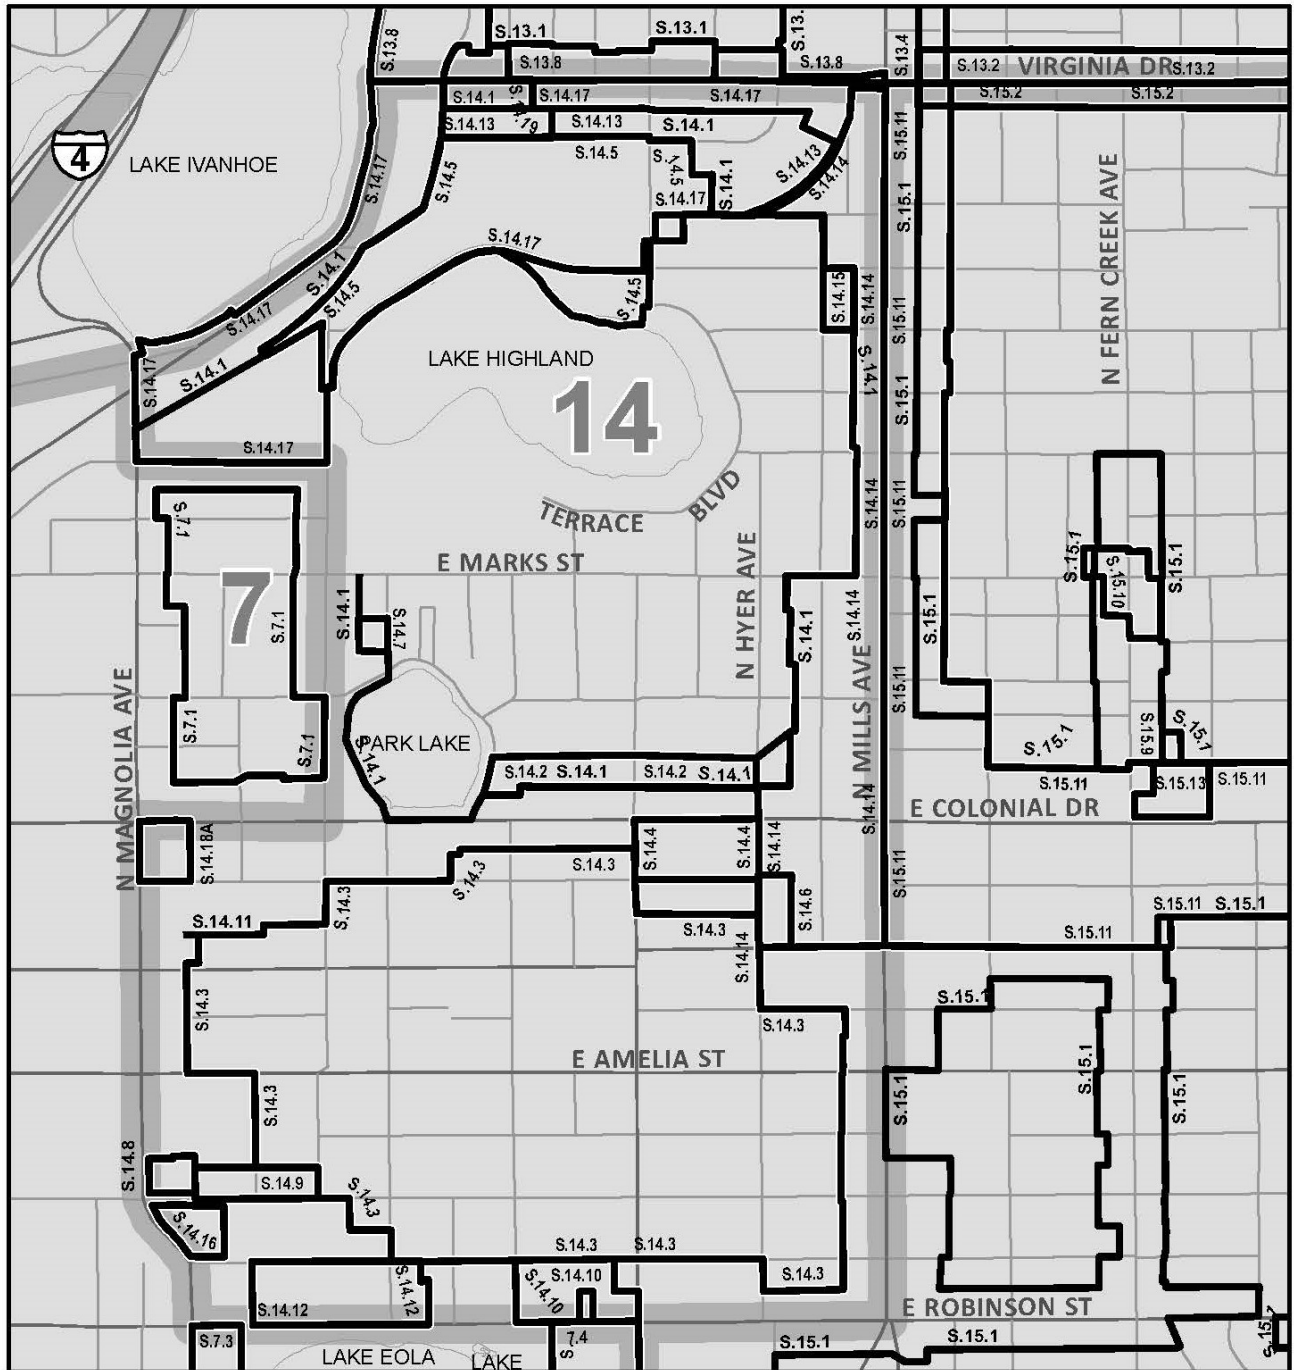 S.13.1
S.13.1
S.13.
S.13.8
S.13.8
S.13.8
S.13.4
S.13.2
VIRGINIA DR
S.13.2
S.14.1
S.14.17
S.14.17
S.15.2
S.15.2
S.14.13
S.14.19
S.14.13
S.14.1
S.15.11
4
LAKE IVANHOE
S.14.17
S.14.5
S.14.5
S.14.5
S.14.17
S.14.1
S.14.13
S.14.14
S.15.1
N FERN CREEK AVE
S.14.17
S.14.1
S.14.5
S.14.17
S.14.5
S.14.15
S.14.14
S.15.11
S.14.17
S.14.1
LAKE HIGHLAND
14
S.14.1
S.15.1
S.14.17
TERRACE
BLVD
S.14.14
S.15.11
S.7.1
E MARKS ST
N HYER AVE
7
S.7.1
S.14.1
S.14.7
S.14.1
S.14.14
S.15.1
S.15.1
S.15.10
S.15.1
N MAGNOLIA AVE
S.7.1
S.7.1
PARK LAKE
S.14.1
N MILLS AVE
S.15.11
S.15.1
S.15.9
S.15.1
S.14.2
S.14.1
S.14.2
S.14.1
S.15.11
S.15.13
S.15.11
S.14.14
E COLONIAL DR
S.14.18A
S.14.3
S.14.3
S.14.4
S.14.4
S.14.14
S.15.11
S.14.11
S.14.3
S.14.3
S.14.6
S.15.11
S.15.11
S.15.1
S.14.14
S.14.3
S.15.1
S.14.3
E AMELIA ST
S.14.3
S.15.1
S.15.1
S.15.1
S.14.8
S.14.9
S.14.3
S.14.16
S.14.3
S.14.3
S.14.12
S.14.12
S.14.10
S.14.10
S.14.3
E ROBINSON ST
S.7.3
LAKE EOLA
LAKE
S.
7.4
S.15.1
S.15.1